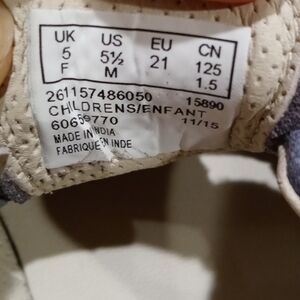 UK US EU CN
5 5½ 21 125
F M 1.5
261157486050 15890
CHILDRENS/ENFANT
770 11/15
MADE IN INDIA
FABRIQUE EN INDE